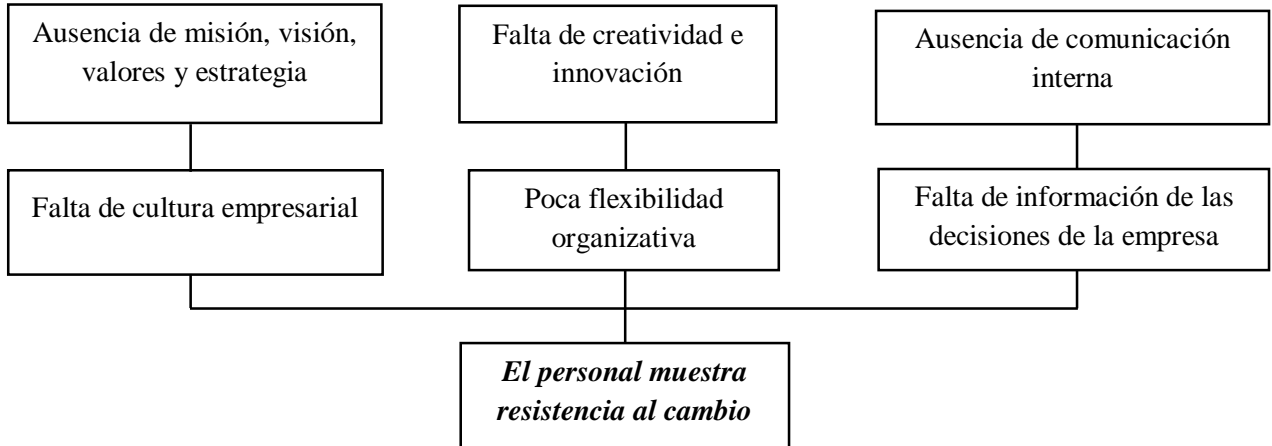 Ausencia de misión, visión,
valores y estrategia
Falta de creatividad e
innovación
Ausencia de comunicación
interna
Falta de cultura empresarial
Poca flexibilidad
organizativa
Falta de información de las
decisiones de la empresa
El personal muestra
resistencia al cambio